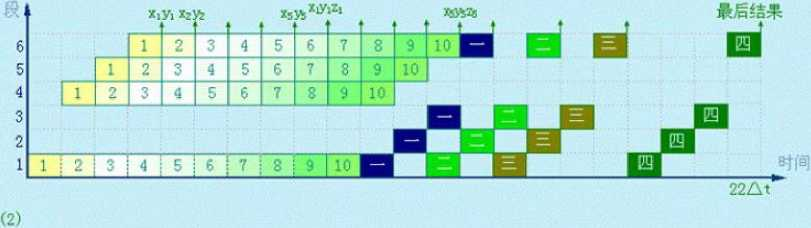 段 x₁y₁ x₂y₂ x₅y₅ x₁y₁z₁ x₅y₅z₆ 最后结果
6 1 2 3 4 5 6 7 8 9 10 一 二 三 四
5 1 2 3 4 5 6 7 8 9 10
4 1 2 3 4 5 6 7 8 9 10
3 一 二 三 四
2 一 二 三 四
1 1 2 3 4 5 6 7 8 9 10 一 二 三 四 时间
22△t
(2)